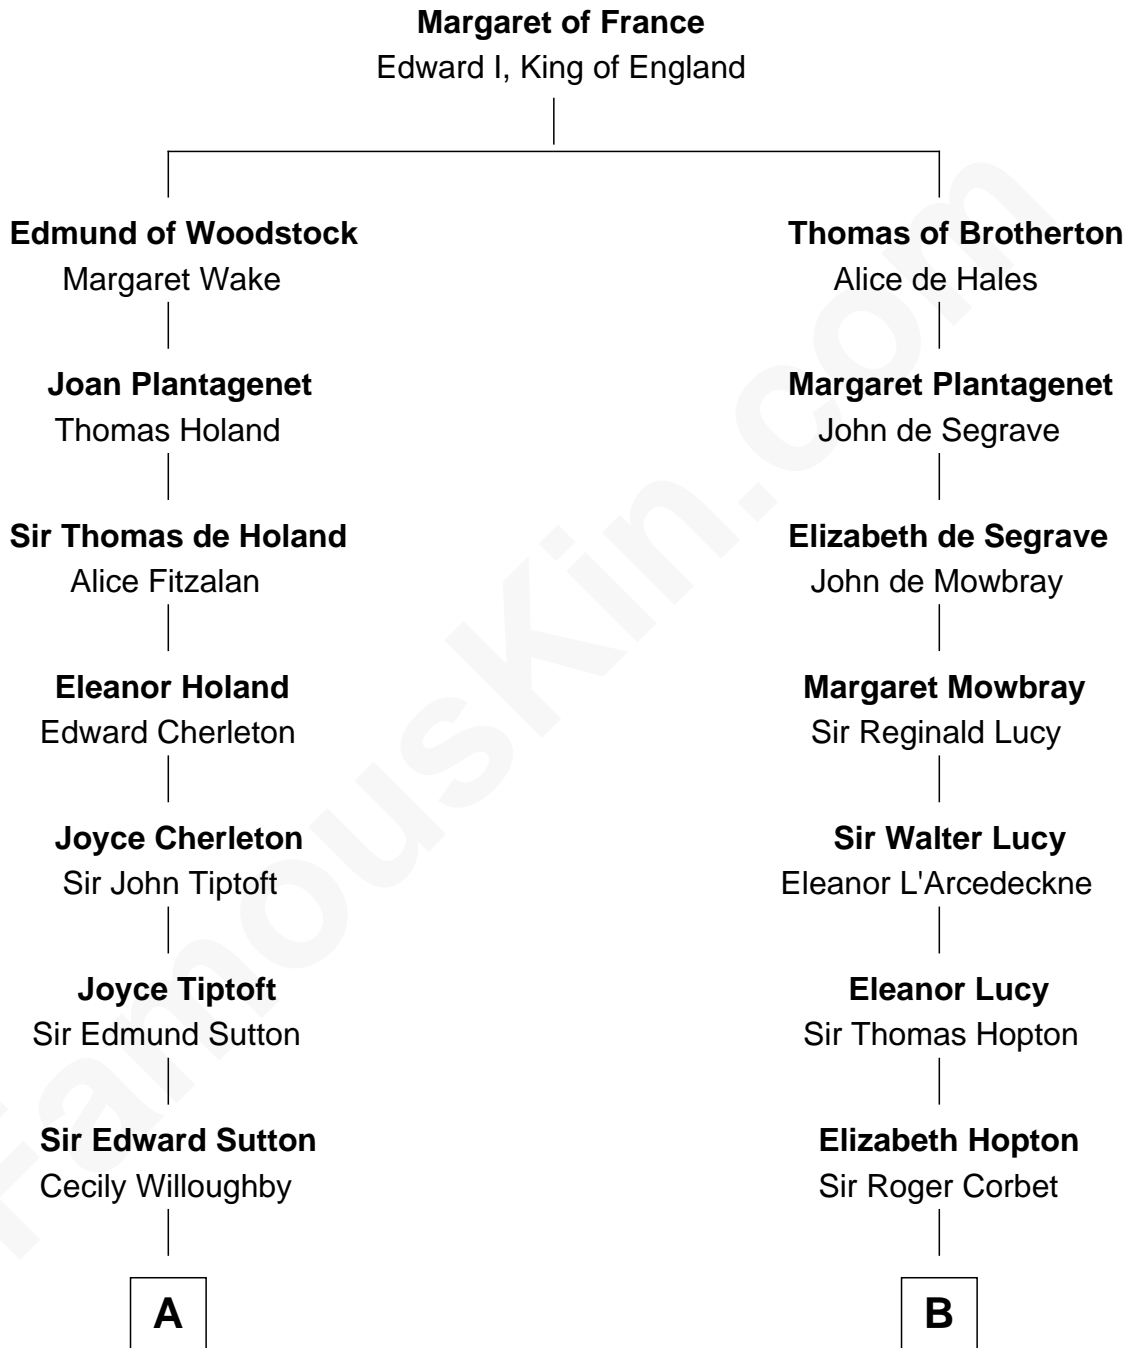 Margaret of France
Edward I, King of England
Edmund of Woodstock
Margaret Wake
Thomas of Brotherton
Alice de Hales
Joan Plantagenet
Thomas Holand
Margaret Plantagenet
John de Segrave
Sir Thomas de Holand
Alice Fitzalan
Elizabeth de Segrave
John de Mowbray
Eleanor Holand
Edward Cherleton
Margaret Mowbray
Sir Reginald Lucy
Joyce Cherleton
Sir John Tiptoft
Sir Walter Lucy
Eleanor L'Arcedeckne
Joyce Tiptoft
Sir Edmund Sutton
Eleanor Lucy
Sir Thomas Hopton
Sir Edward Sutton
Cecily Willoughby
Elizabeth Hopton
Sir Roger Corbet
A
B
FamousKin.com